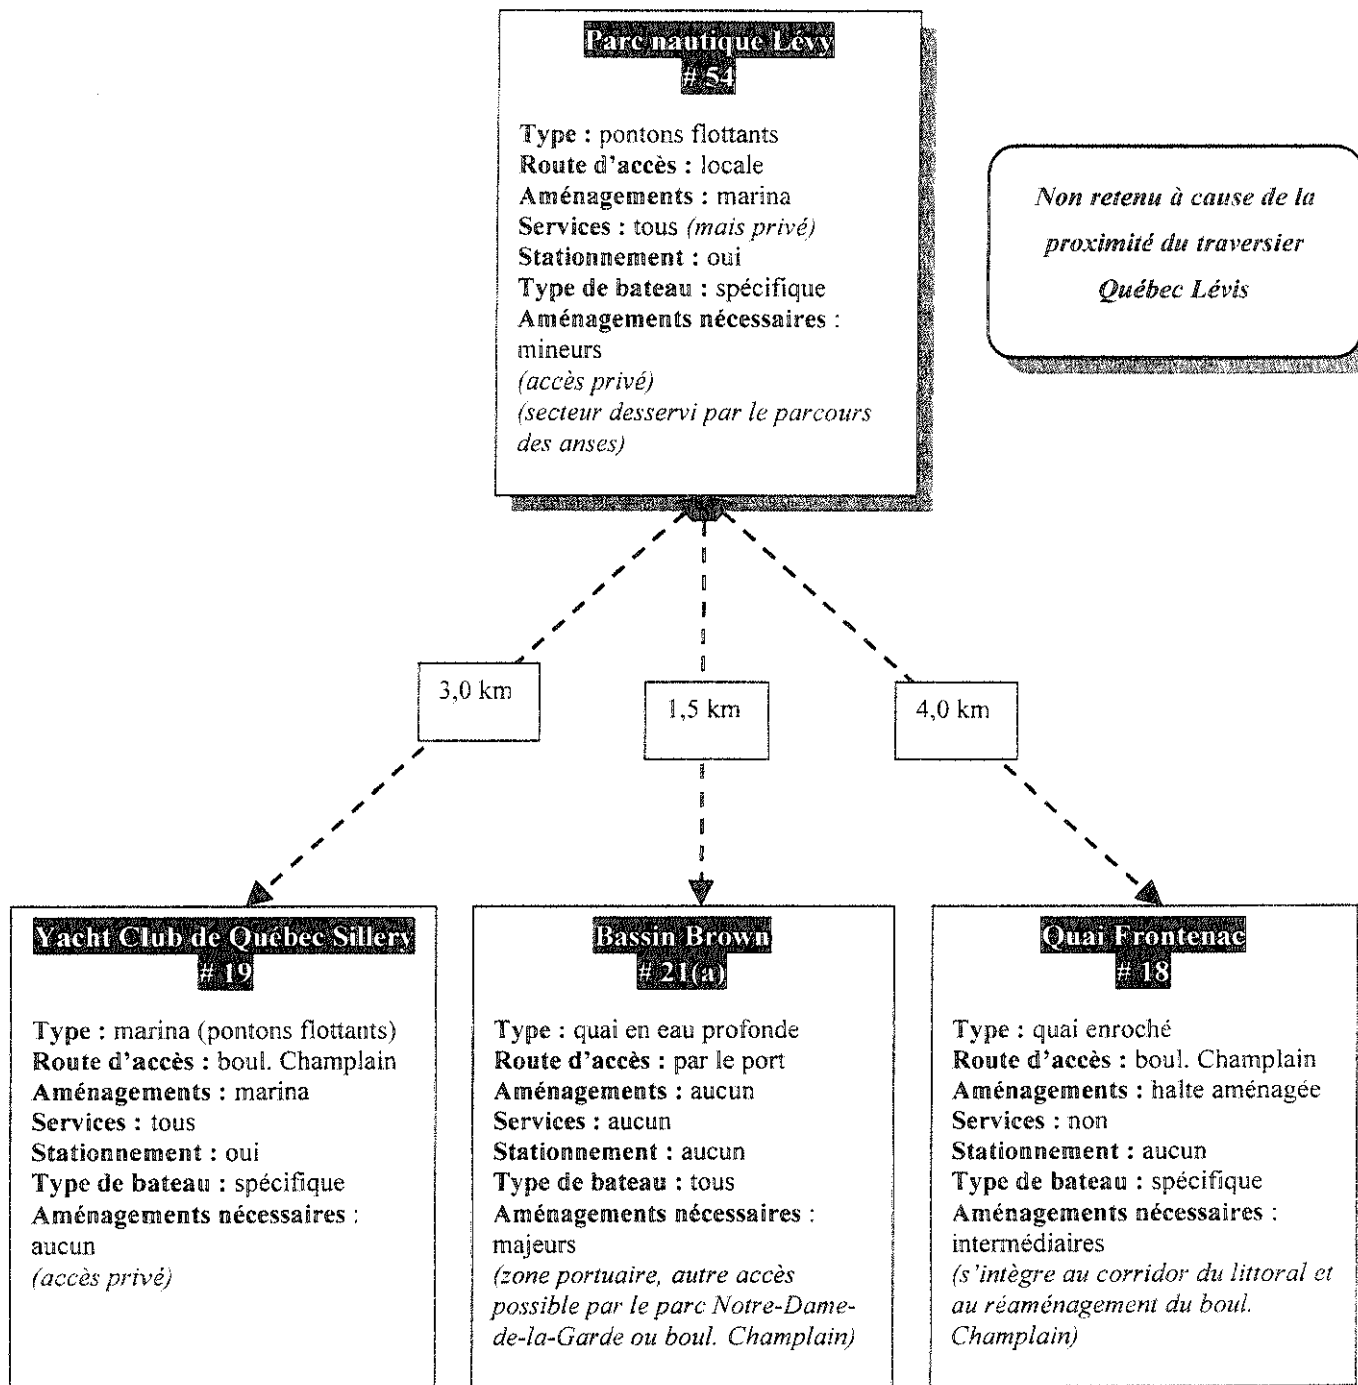 Parc nautique Lévy
# 54
Type : pontons flottants
Route d'accès : locale
Aménagements : marina
Services : tous (mais privé)
Stationnement : oui
Type de bateau : spécifique
Aménagements nécessaires :
mineurs
(accès privé)
(secteur desservi par le parcours
des anses)
Non retenu à cause de la
proximité du traversier
Québec Lévis
3,0 km
1,5 km
4,0 km
Yacht Club de Québec Sillery
# 19
Type : marina (pontons flottants)
Route d'accès : boul. Champlain
Aménagements : marina
Services : tous
Stationnement : oui
Type de bateau : spécifique
Aménagements nécessaires :
aucun
(accès privé)
Bassin Brown
# 21(a)
Type : quai en eau profonde
Route d'accès : par le port
Aménagements : aucun
Services : aucun
Stationnement : aucun
Type de bateau : tous
Aménagements nécessaires :
majeurs
(zone portuaire, autre accès
possible par le parc Notre-Dame-
de-la-Garde ou boul. Champlain)
Quai Frontenac
# 18
Type : quai enroché
Route d'accès : boul. Champlain
Aménagements : halte aménagée
Services : non
Stationnement : aucun
Type de bateau : spécifique
Aménagements nécessaires :
intermédiaires
(s'intègre au corridor du littoral et
au réaménagement du boul.
Champlain)